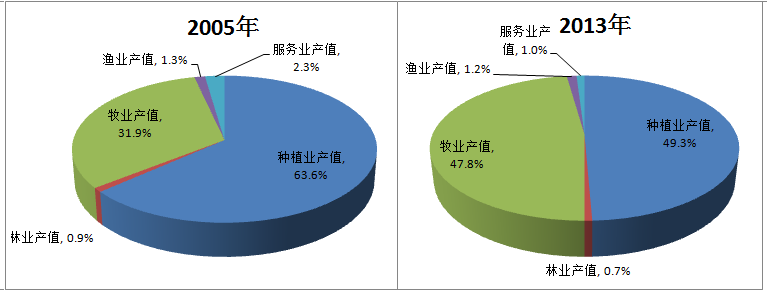 2005年
渔业产值, 1.3%
服务业产值,
2.3%
牧业产值,
31.9%
种植业产值,
63.6%
林业产值, 0.9%
2013年
服务业产
值, 1.0%
渔业产值, 1.2%
种植业产值,
49.3%
牧业产值,
47.8%
林业产值, 0.7%